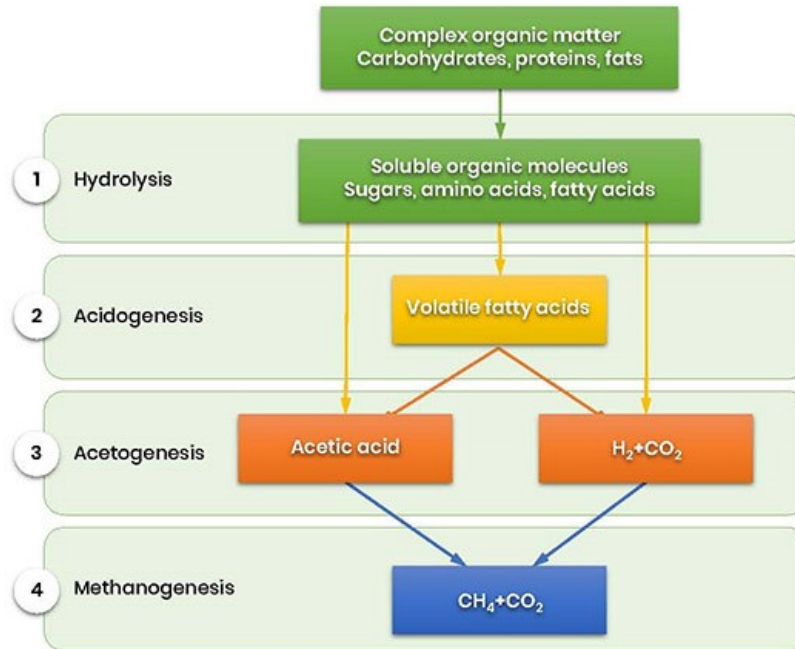 Complex organic matter
Carbohydrates, proteins, fats
1
Hydrolysis
Soluble organic molecules
Sugars, amino acids, fatty acids
2
Acidogenesis
Volatile fatty acids
3
Acetogenesis
Acetic acid
H₂+CO₂
4
Methanogenesis
CH₄+CO₂